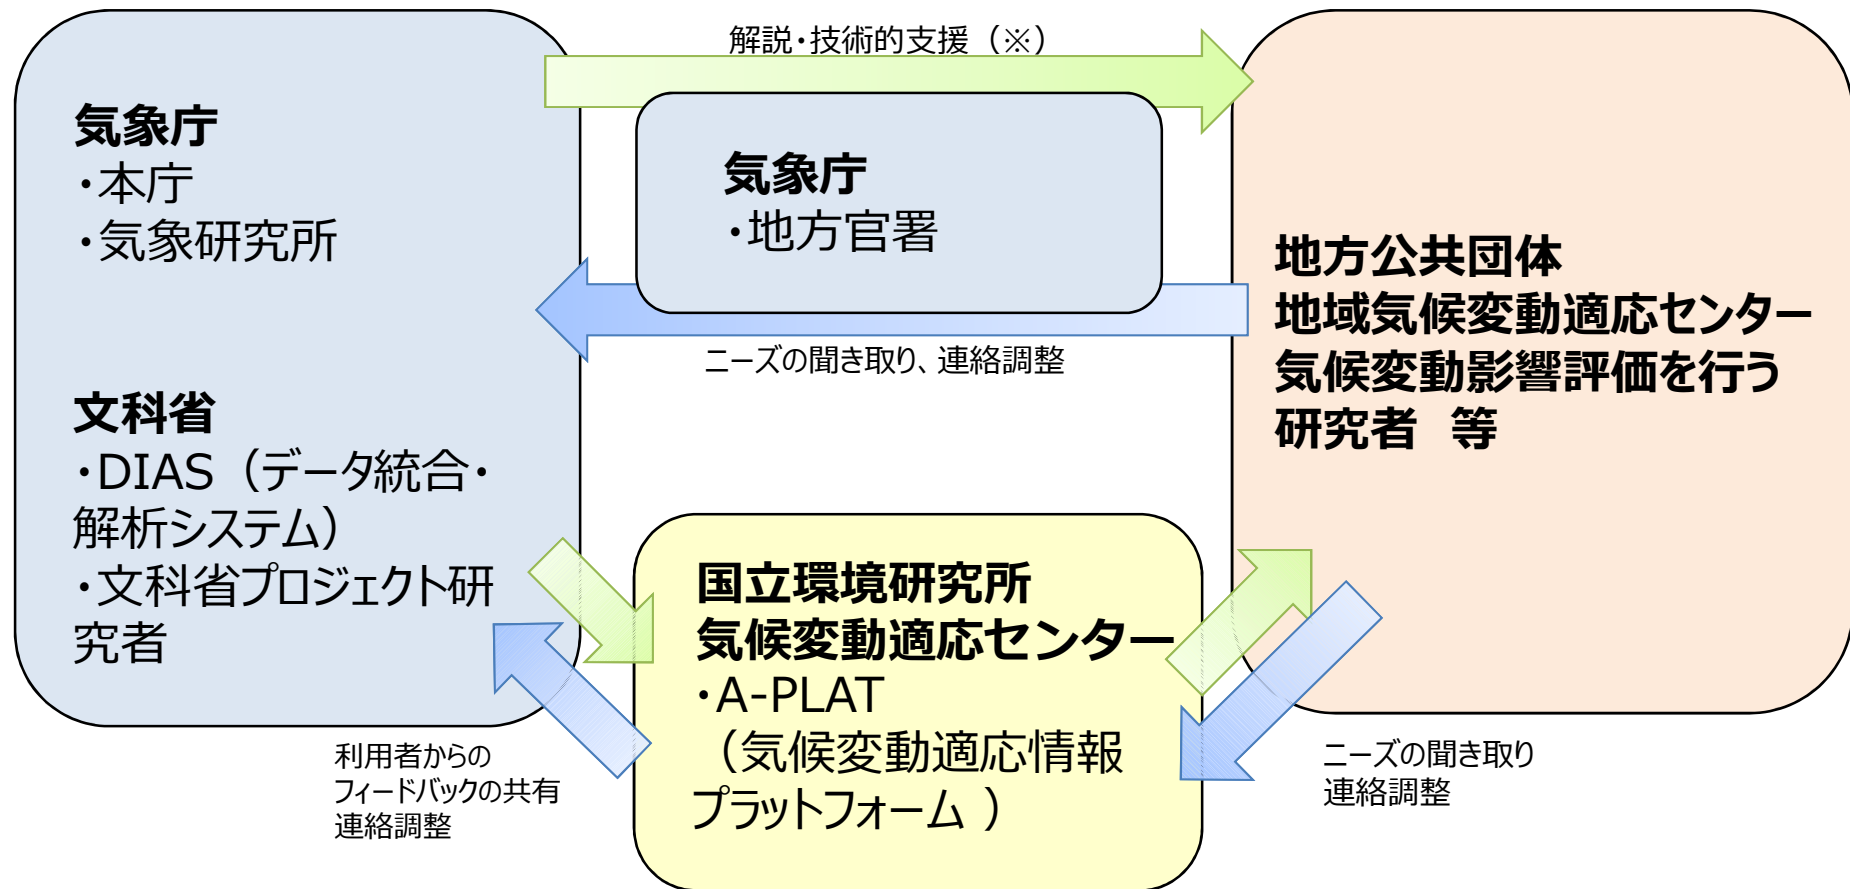 解説・技術的支援（※）
気象庁
・本庁
・気象研究所
文科省
・DIAS（データ統合・
解析システム）
・文科省プロジェクト研
究者
気象庁
・地方官署
ニーズの聞き取り、連絡調整
地方公共団体
地域気候変動適応センター
気候変動影響評価を行う
研究者　等
国立環境研究所
気候変動適応センター
・A-PLAT
（気候変動適応情報
プラットフォーム ）
利用者からの
フィードバックの共有
連絡調整
ニーズの聞き取り
連絡調整